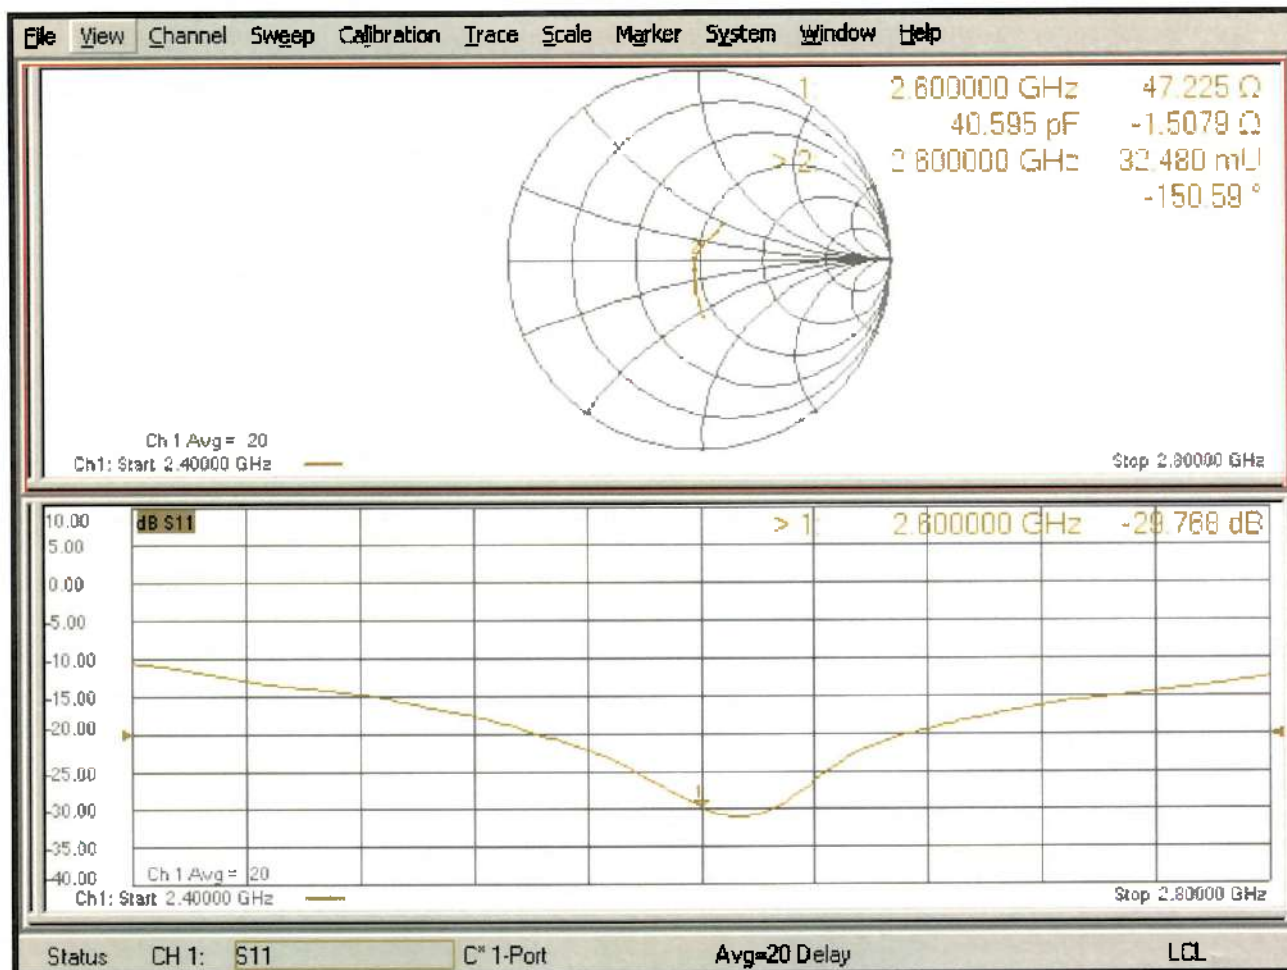 File View Channel Sweep Calibration Trace Scale Marker System Window Help
1: 2.600000 GHz 47.225 Ω
40.595 pF -1.5079 Ω
> 2: 2.600000 GHz 32.480 mU
-150.59 °
Ch 1 Avg = 20
Ch1: Start 2.40000 GHz
Stop 2.80000 GHz
10.00
dB S11
> 1: 2.600000 GHz -29.768 dB
5.00
0.00
-5.00
-10.00
-15.00
-20.00
-25.00
1
-30.00
-35.00
-40.00
Ch 1 Avg = 20
Ch1: Start 2.40000 GHz
Stop 2.80000 GHz
Status CH 1: S11 C* 1-Port Avg=20 Delay LCL